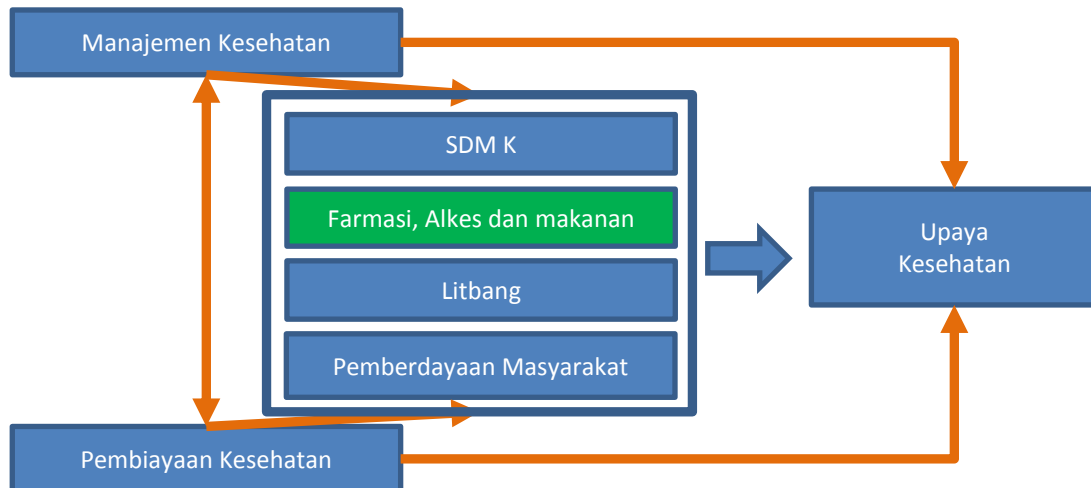 Manajemen Kesehatan
SDM K
Farmasi, Alkes dan makanan
Litbang
Pemberdayaan Masyarakat
Upaya
Kesehatan
Pembiayaan Kesehatan